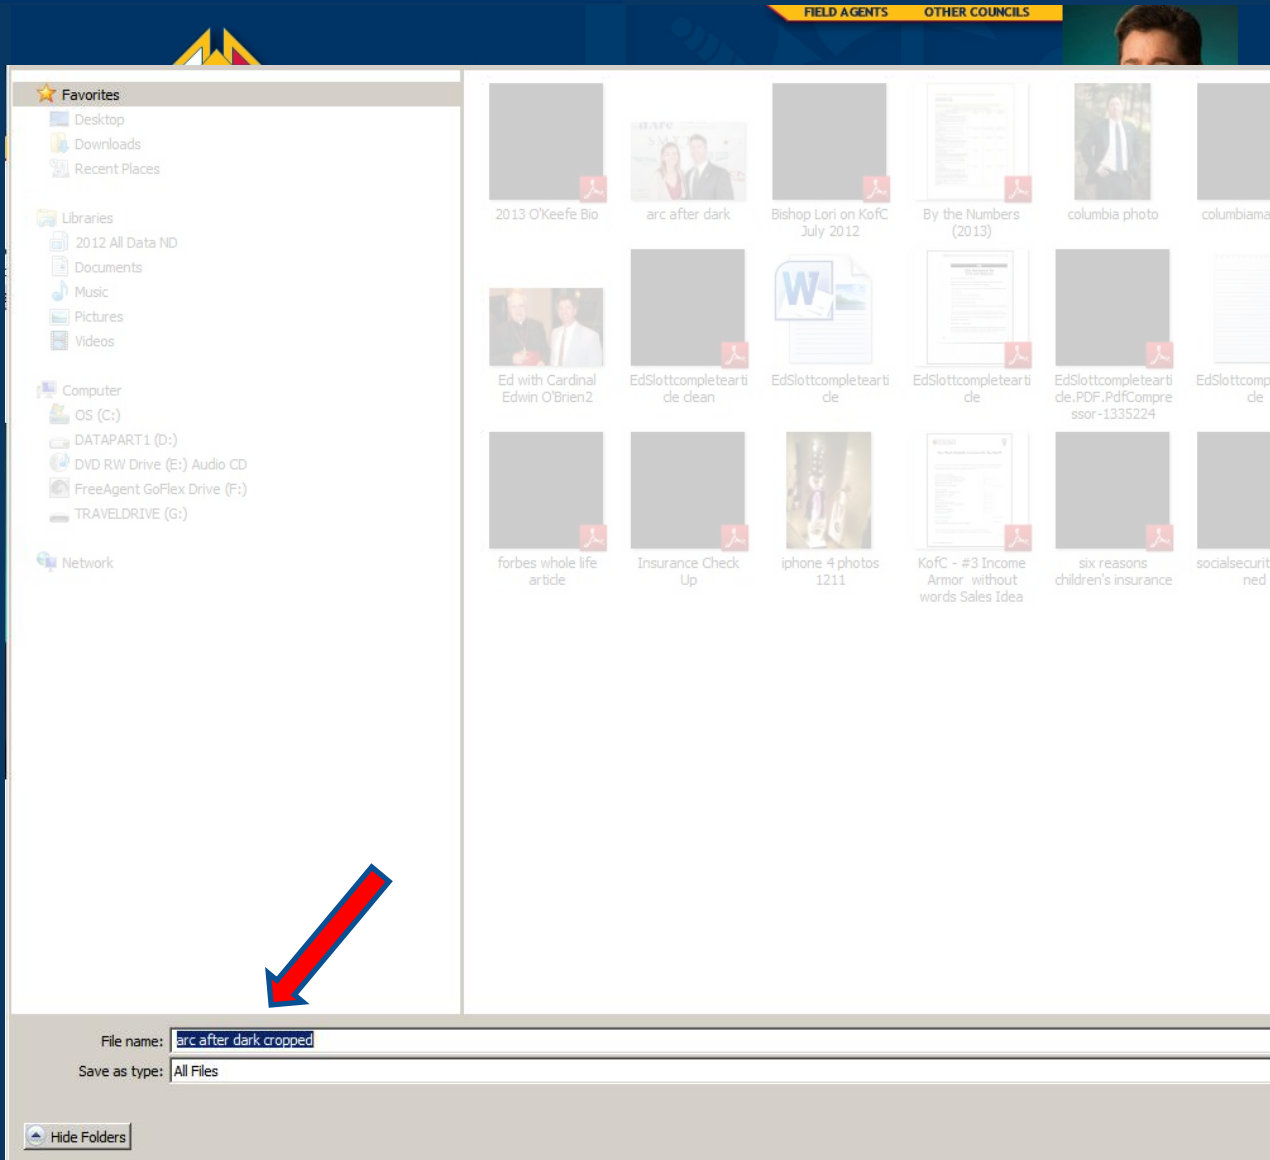 FIELD AGENTS OTHER COUNCILS
Favorites
Desktop
Downloads
Recent Places
Libraries
2012 All Data ND
Documents
Music
Pictures
Videos
Computer
OS (C:)
DATAPART1 (D:)
DVD RW Drive (E:) Audio CD
FreeAgent GoFlex Drive (F:)
TRAVELDRIVE (G:)
Network
2013 O'Keefe Bio
arc after dark
Bishop Lori on KofC
July 2012
By the Numbers
(2013)
columbia photo
columbiama
Ed with Cardinal
Edwin O'Brien2
EdSlottcompletearti
cle clean
EdSlottcompletearti
cle
EdSlottcompletearti
cle
EdSlottcompletearti
cle.PDF.PdfCompre
ssor-1335224
EdSlottcomp
cle
forbes whole life
article
Insurance Check
Up
iphone 4 photos
1211
KofC - #3 Income
Armor without
words Sales Idea
six reasons
children's insurance
socialsecurit
ned
File name: arc after dark cropped
Save as type: All Files
Hide Folders